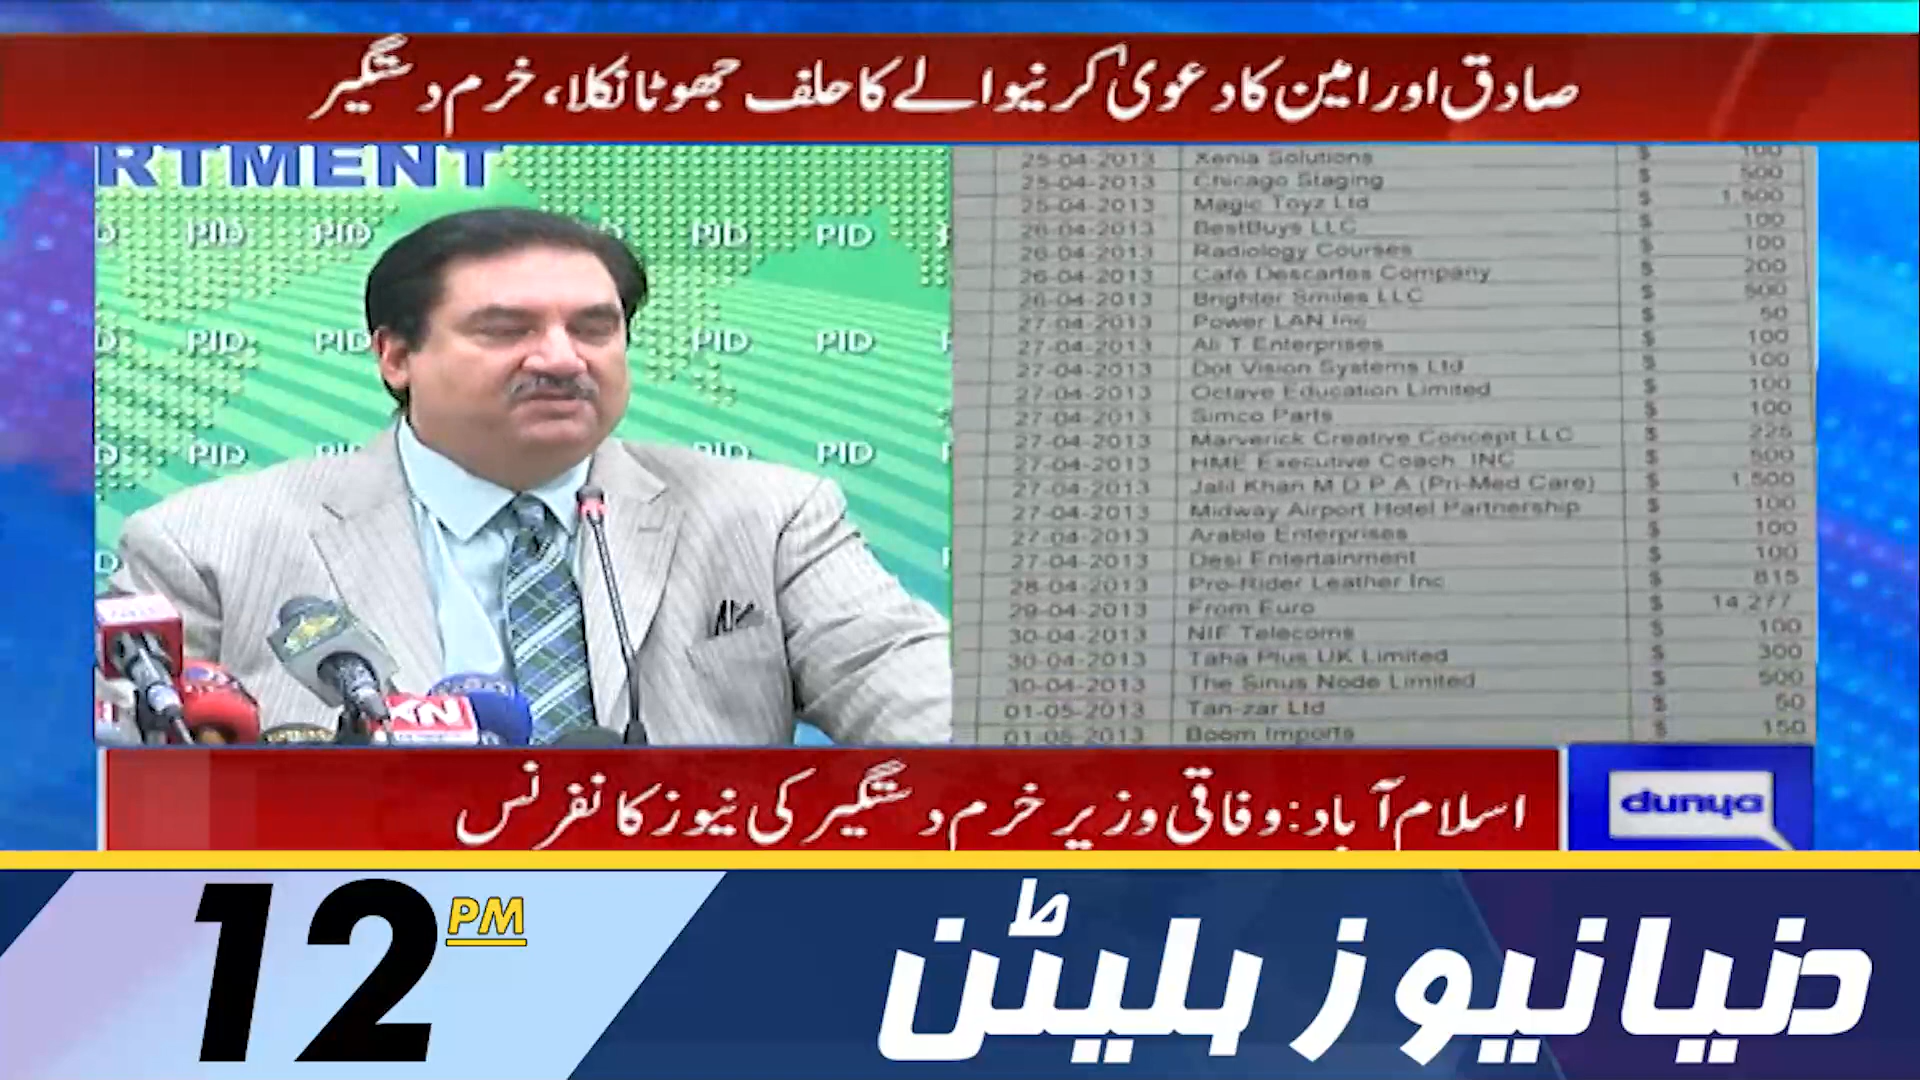 صادق اور امین کا دعویٰ کرنیوالے کا حلف جھوٹا نکلا، خرم دستگیر
RTMENT
PID PID PID PID
PID PID PID PID
PID PID PID
25-04-2013 Xenia Solutions $ 100
25-04-2013 Chicago Staging $ 500
25-04-2013 Magic Toyz Ltd $ 1,500
26-04-2013 BestBuys LLC $ 100
26-04-2013 Radiology Courses $ 100
26-04-2013 Café Descartes Company $ 200
26-04-2013 Brighter Smiles LLC $ 500
27-04-2013 Power LAN Inc $ 50
27-04-2013 Ali T Enterprises $ 100
27-04-2013 Dot Vision Systems Ltd $ 100
27-04-2013 Octave Education Limited $ 100
27-04-2013 Simco Parts $ 100
27-04-2013 Marverick Creative Concept LLC $ 225
27-04-2013 HME Executive Coach, INC $ 500
27-04-2013 Jalil Khan M D P A (Pri-Med Care) $ 1,500
27-04-2013 Midway Airport Hotel Partnership $ 100
27-04-2013 Arable Enterprises $ 100
27-04-2013 Desi Entertainment $ 100
28-04-2013 Pro-Rider Leather Inc $ 815
29-04-2013 From Euro $ 14,277
30-04-2013 NIF Telecoms $ 100
30-04-2013 Taha Plus UK Limited $ 300
30-04-2013 The Sinus Node Limited $ 500
01-05-2013 Tan-zar Ltd $ 50
01-05-2013 Boom Imports $ 150
اسلام آباد: وفاقی وزیر خرم دستگیر کی نیوز کانفرنس
dunya
12 PM
دنیا نیوز بلیٹن